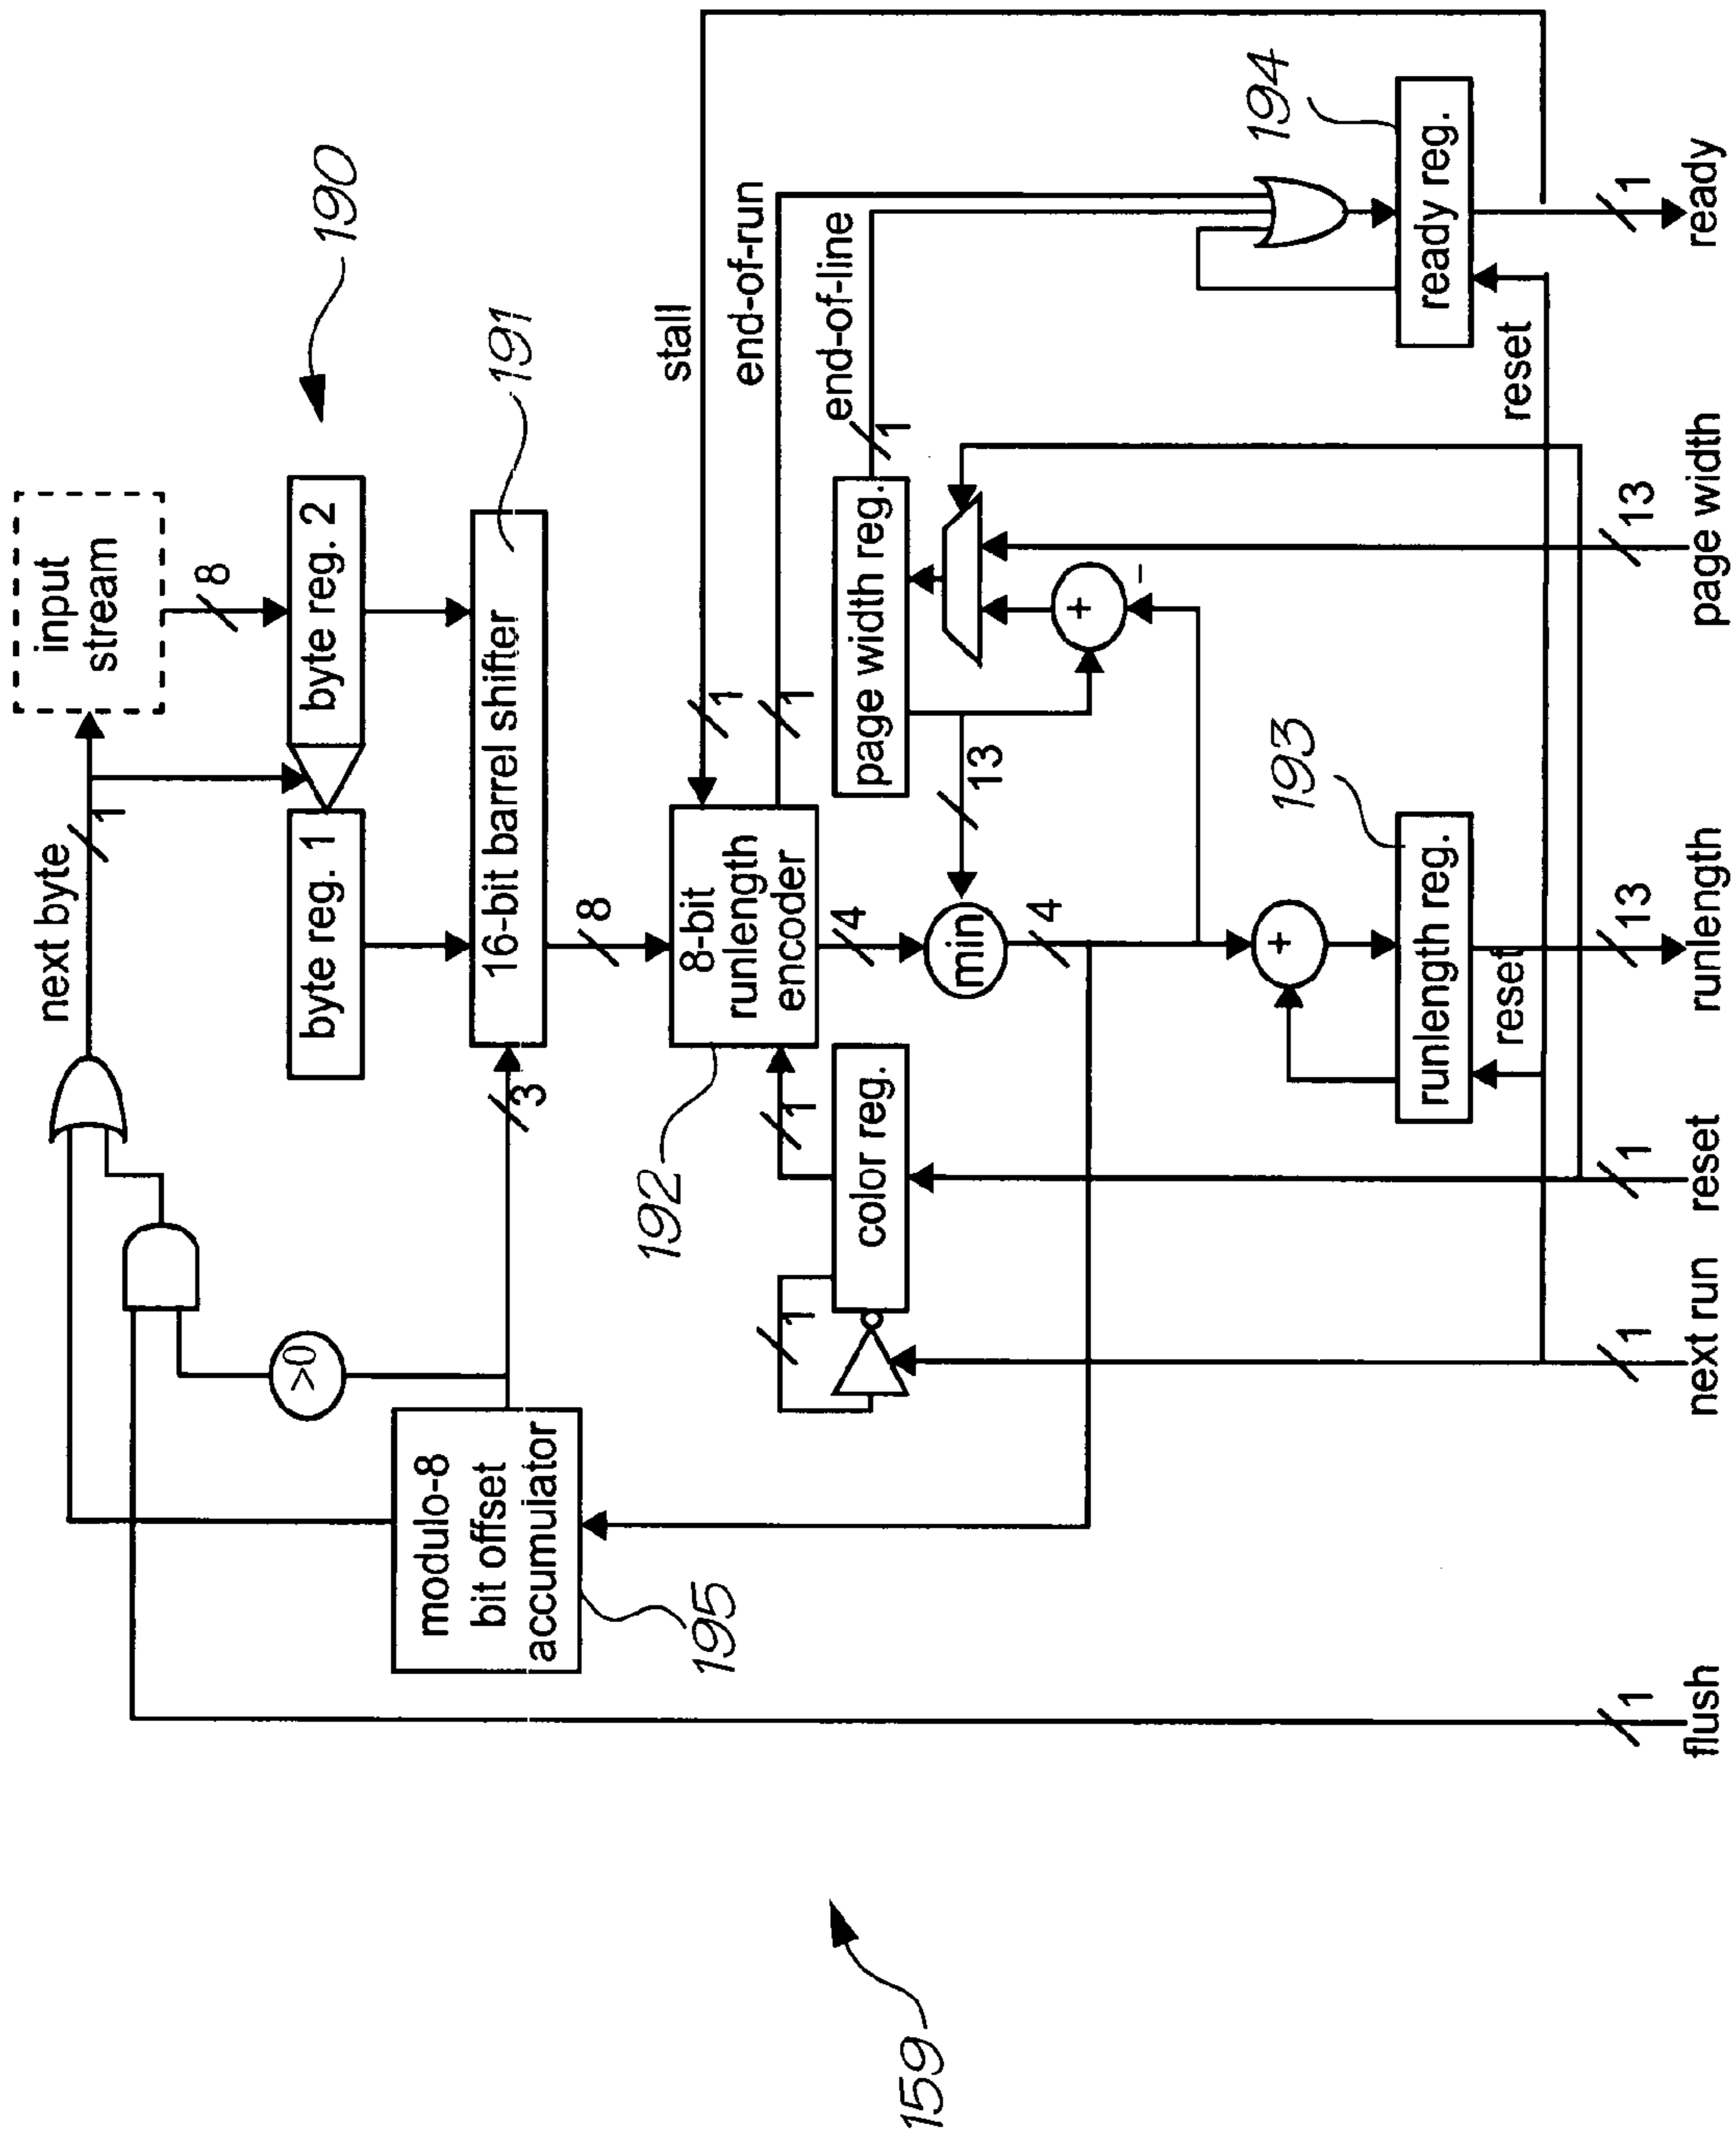 next byte
1
input
stream
8
190
byte reg. 1
byte reg. 2
16-bit barrel shifter
191
>0
modulo-8
bit offset
accumulator
195
3
8
192
8-bit
runlength
encoder
1
1
stall
end-of-run
end-of-line
1
1
color reg.
1
4
min
4
13
page width reg.
+
−
+
193
runlength reg.
reset
194
ready reg.
reset
1
flush
1
next run
1
reset
13
runlength
13
page width
1
ready
159